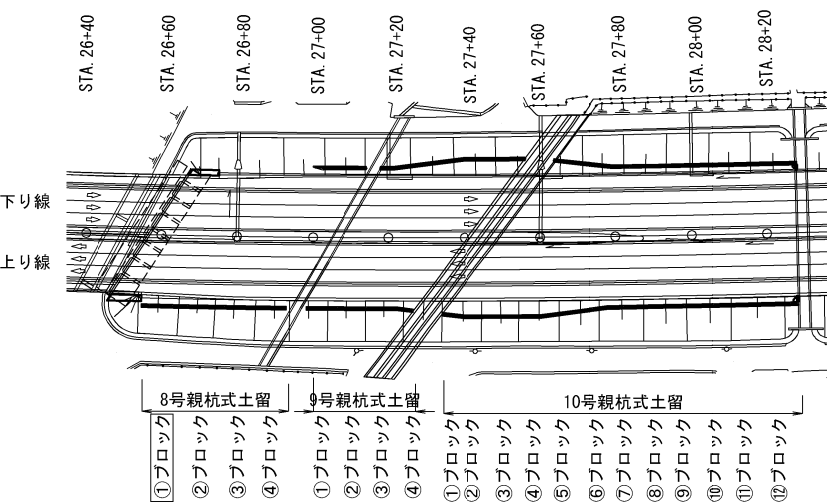 STA. 26+40
STA. 26+60
STA. 26+80
STA. 27+00
STA. 27+20
STA. 27+40
STA. 27+60
STA. 27+80
STA. 28+00
STA. 28+20
下り線
上り線
8号親杭式土留
9号親杭式土留
10号親杭式土留
①ブロック
②ブロック
③ブロック
④ブロック
①ブロック
②ブロック
③ブロック
④ブロック
①ブロック
②ブロック
③ブロック
④ブロック
⑤ブロック
⑥ブロック
⑦ブロック
⑧ブロック
⑨ブロック
⑩ブロック
⑪ブロック
⑫ブロック